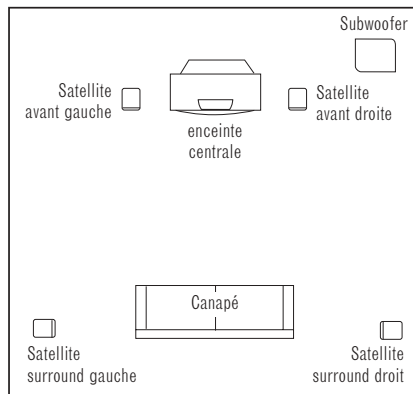 Subwoofer
Satellite
avant gauche
Satellite
avant droite
enceinte
centrale
Canapé
Satellite
surround gauche
Satellite
surround droit